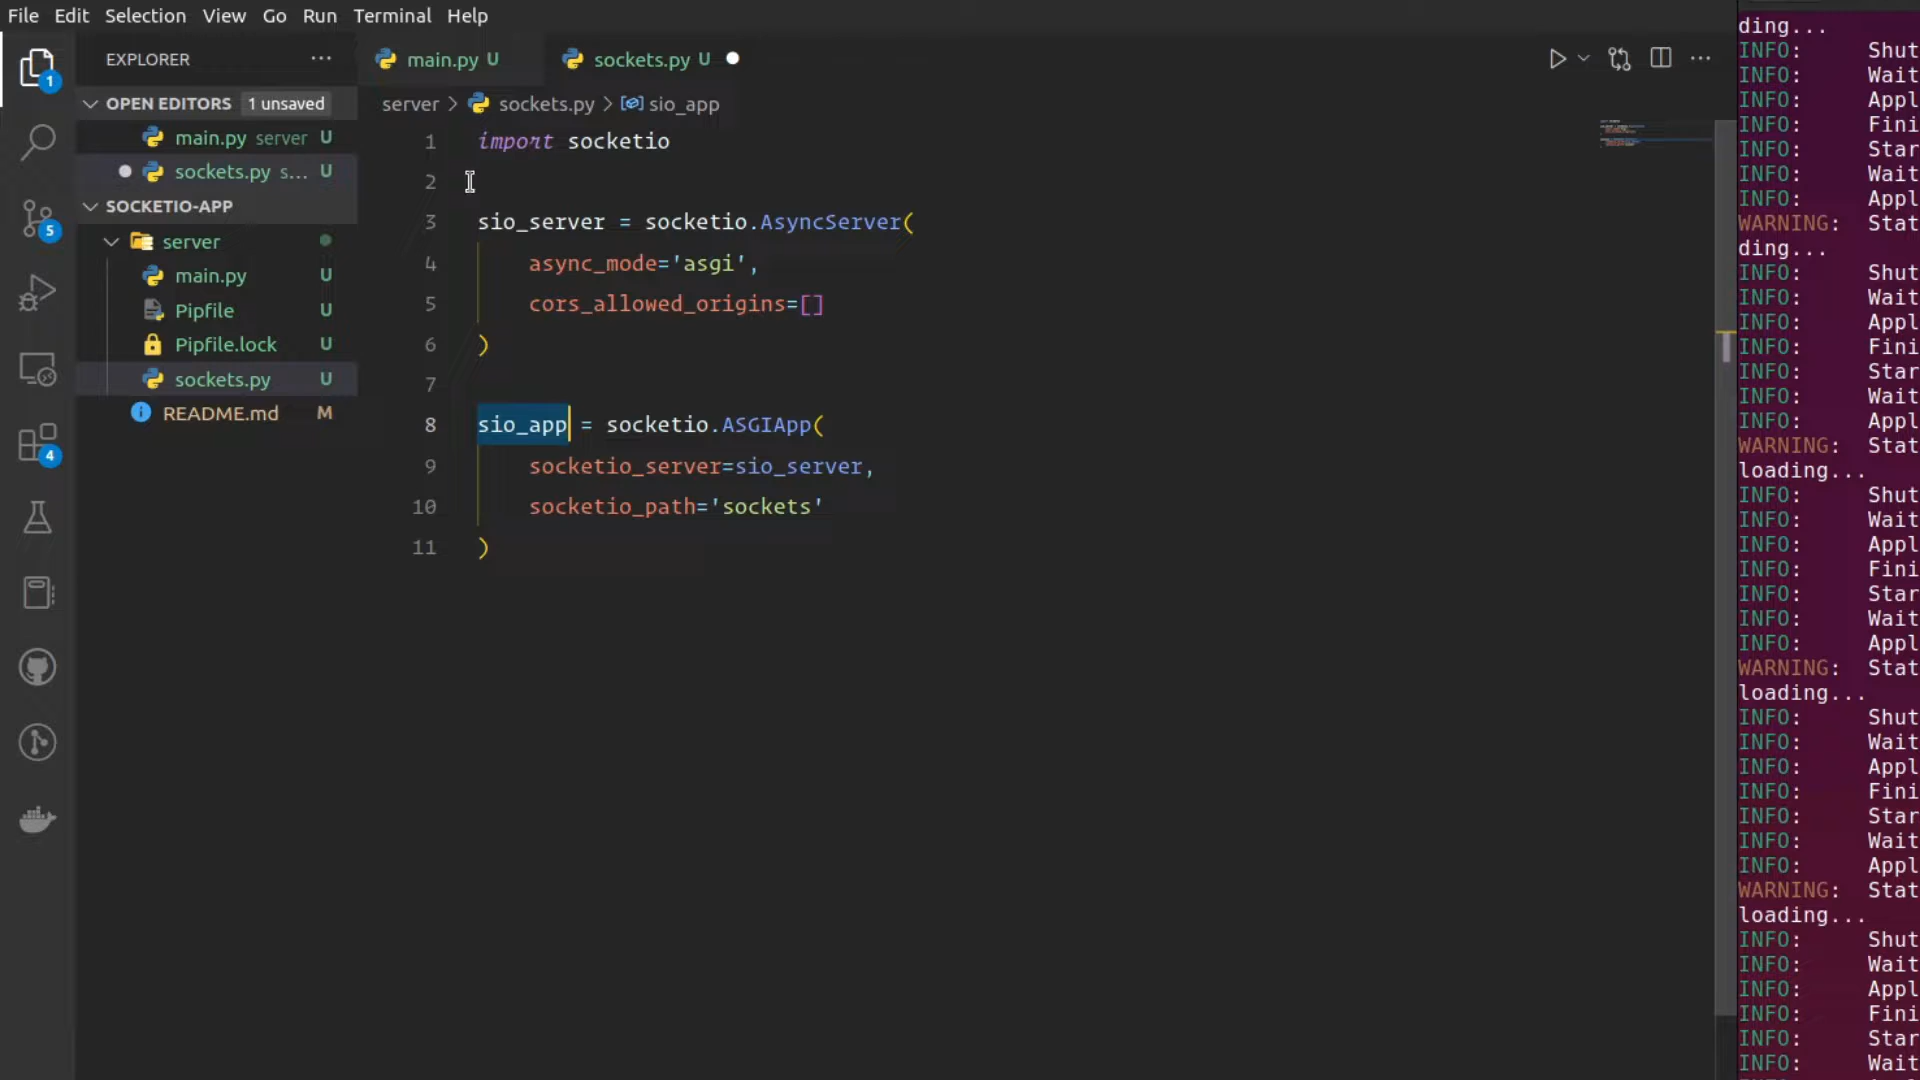 File Edit Selection View Go Run Terminal Help
EXPLORER ...
OPEN EDITORS 1 unsaved
main.py server U
sockets.py s... U
SOCKETIO-APP
server
main.py U
Pipfile U
Pipfile.lock U
sockets.py U
README.md M
1
5
4
main.py U
sockets.py U
server > sockets.py > sio_app
1 import socketio
2
3 sio_server = socketio.AsyncServer(
4 async_mode='asgi',
5 cors_allowed_origins=[]
6 )
7
8 sio_app = socketio.ASGIApp(
9 socketio_server=sio_server,
10 socketio_path='sockets'
11 )
ding...
INFO: Shut
INFO: Wait
INFO: Appl
INFO: Fini
INFO: Star
INFO: Wait
INFO: Appl
WARNING: Stat
ding...
INFO: Shut
INFO: Wait
INFO: Appl
INFO: Fini
INFO: Star
INFO: Wait
INFO: Appl
WARNING: Stat
loading...
INFO: Shut
INFO: Wait
INFO: Appl
INFO: Fini
INFO: Star
INFO: Wait
INFO: Appl
WARNING: Stat
loading...
INFO: Shut
INFO: Wait
INFO: Appl
INFO: Fini
INFO: Star
INFO: Wait
INFO: Appl
WARNING: Stat
loading...
INFO: Shut
INFO: Wait
INFO: Appl
INFO: Fini
INFO: Star
INFO: Wait